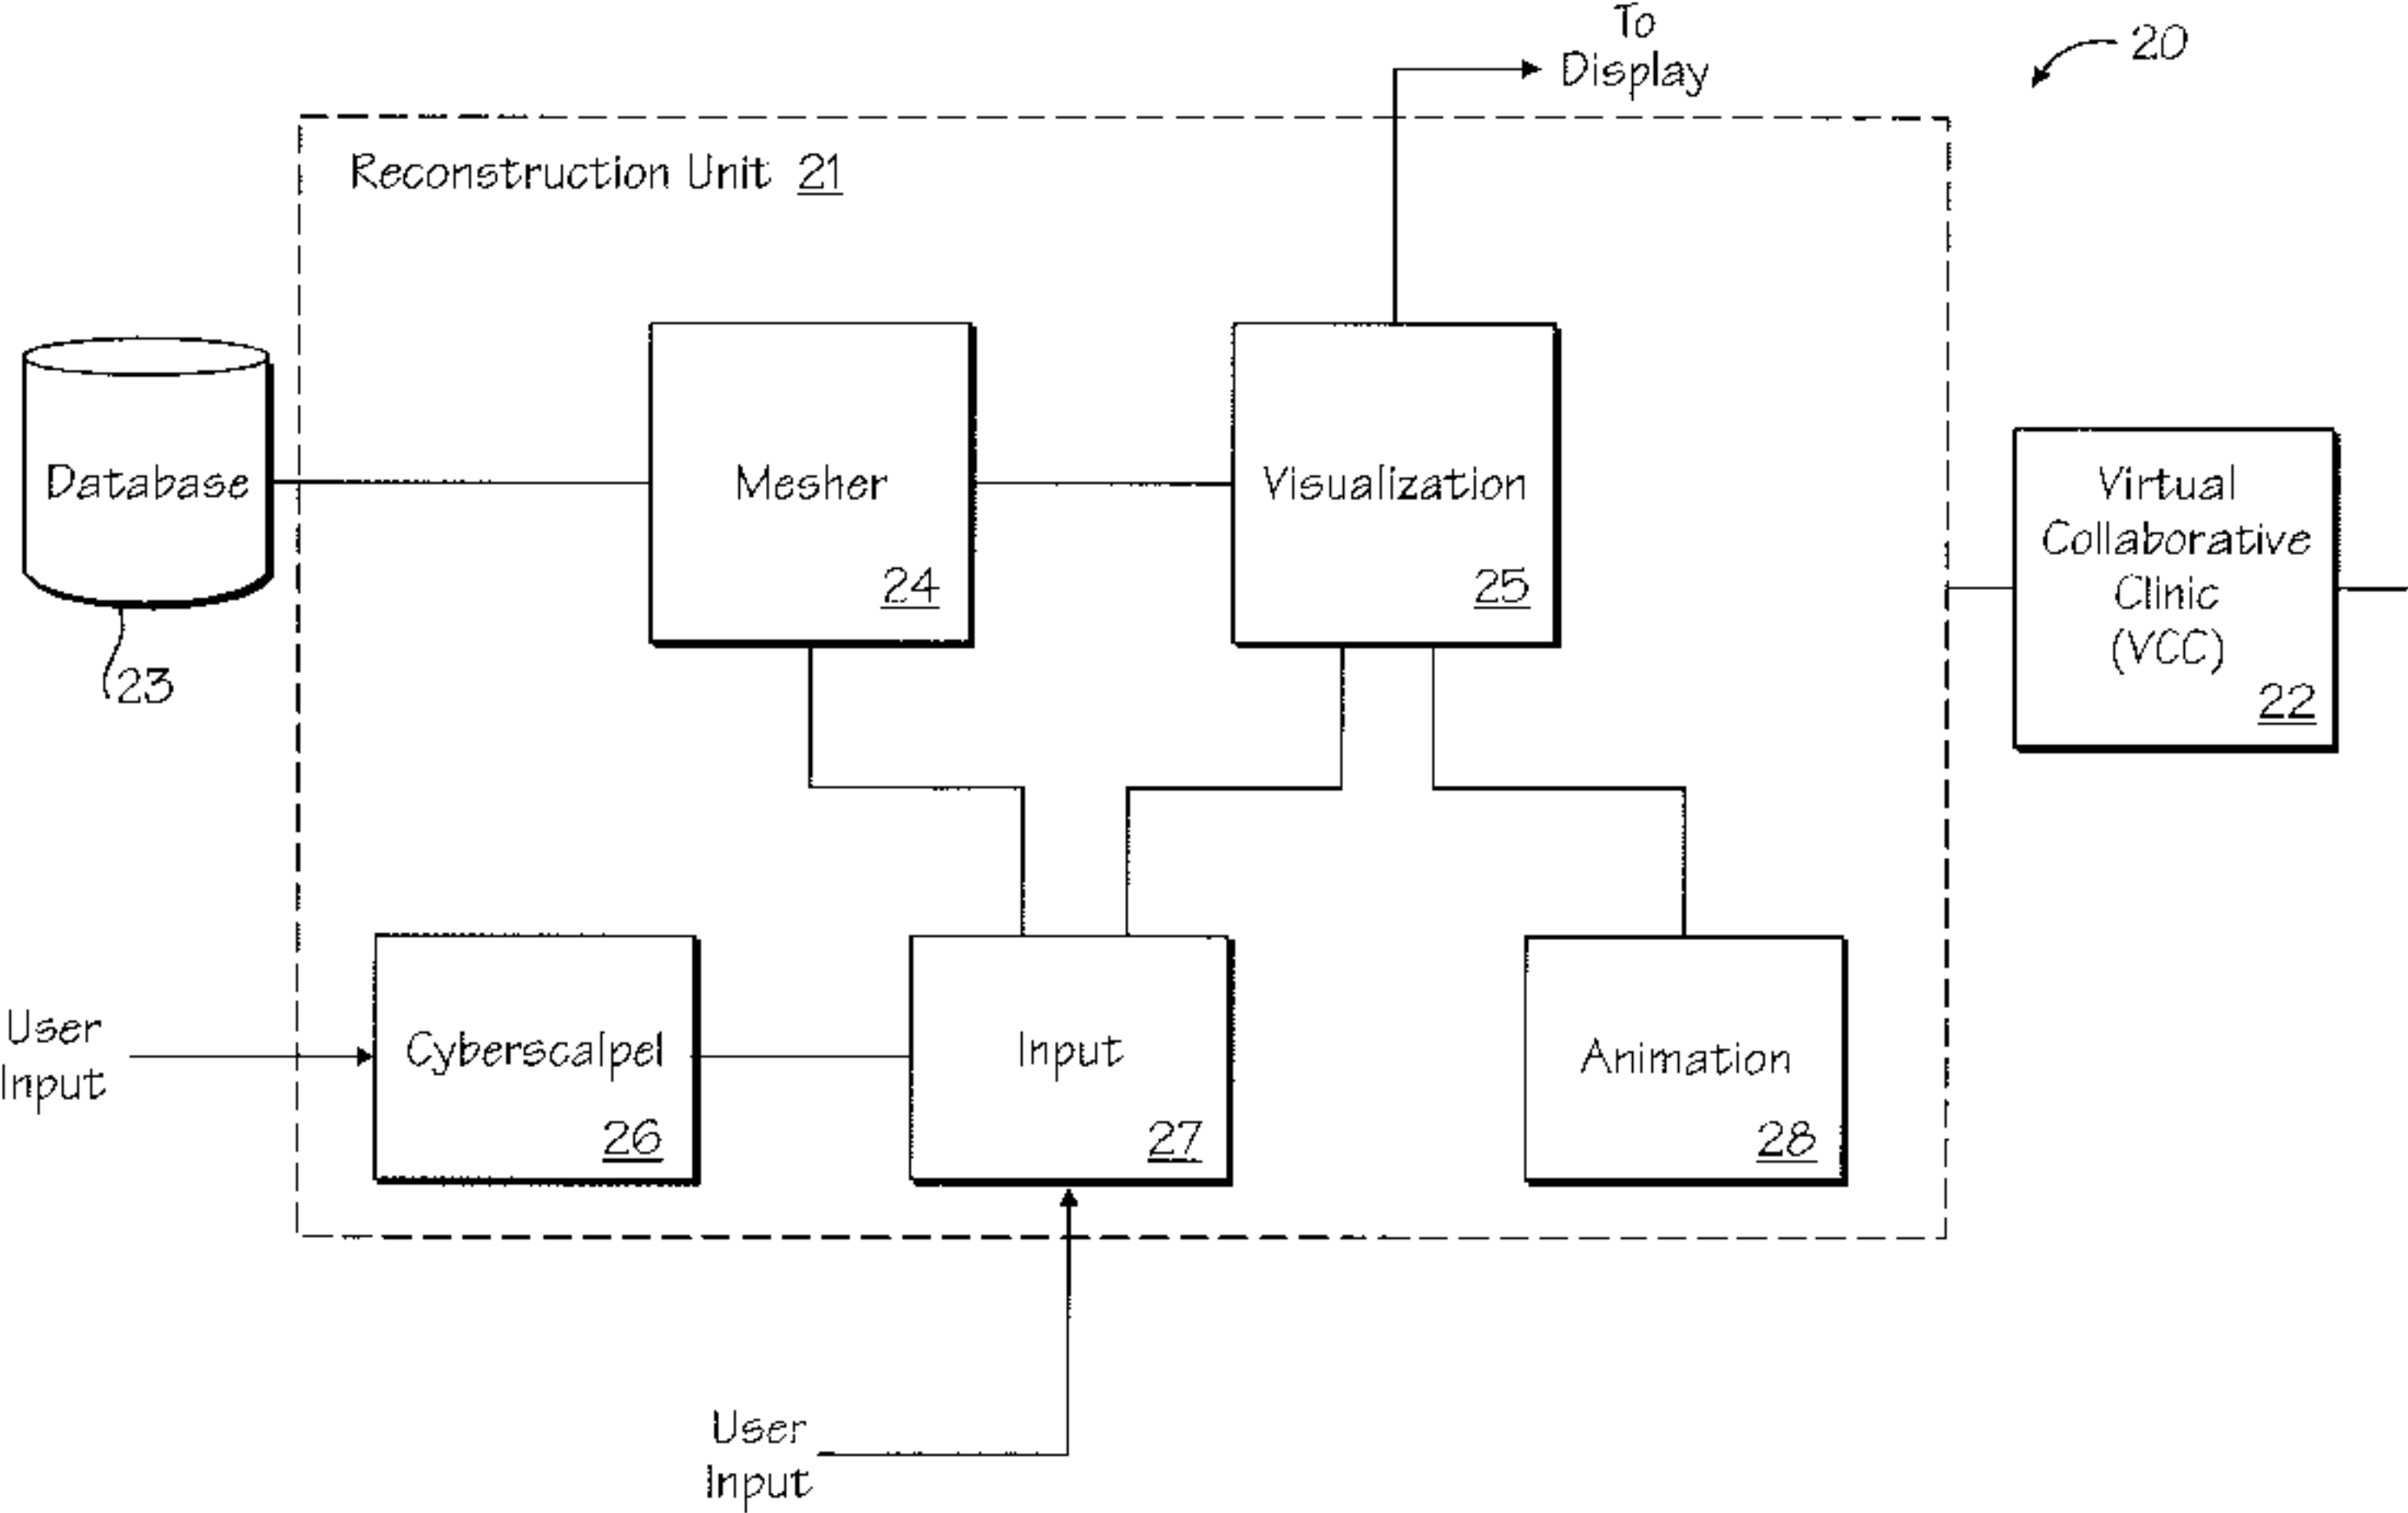 To
Display
20
Reconstruction Unit 21
Database
23
Mesher
24
Visualization
25
Virtual
Collaborative
Clinic
(VCC)
22
User
Input
Cyberscalpel
26
Input
27
Animation
28
User
Input